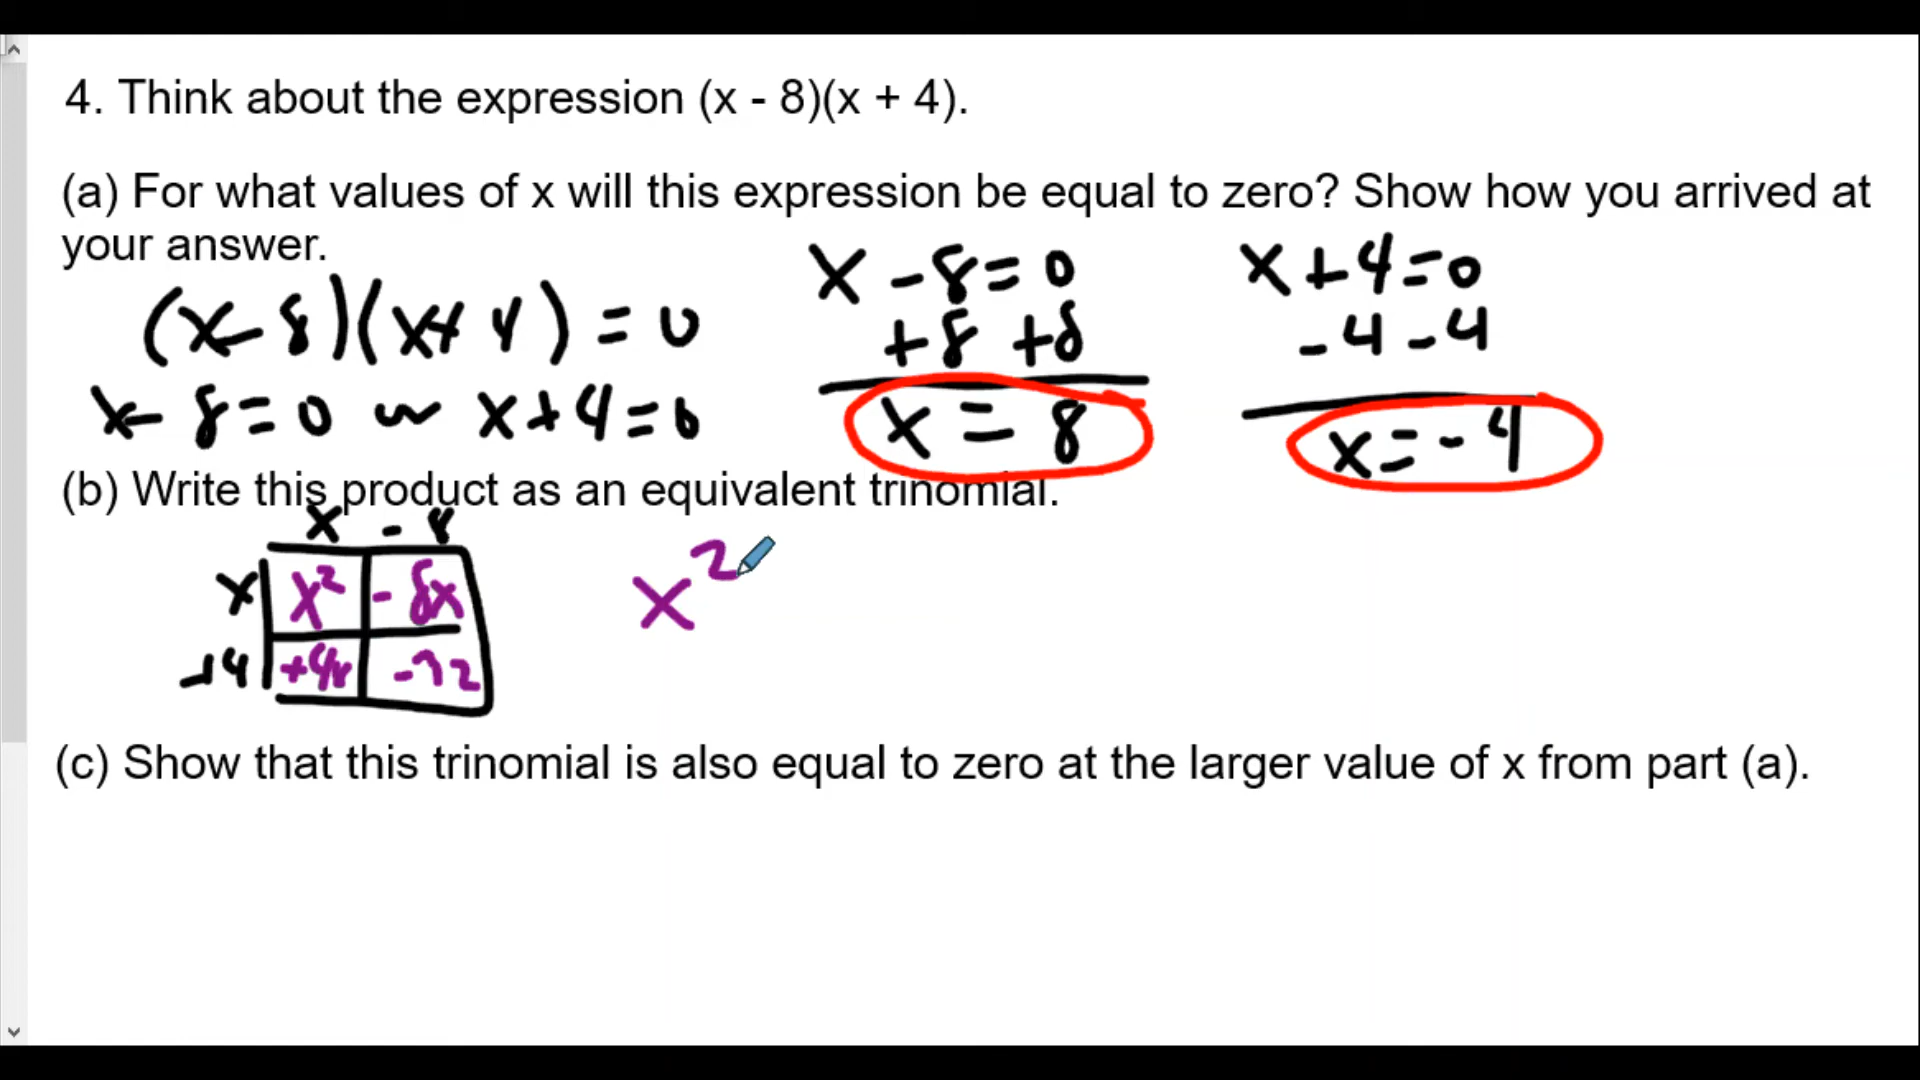 4. Think about the expression (x - 8)(x + 4).
(a) For what values of x will this expression be equal to zero? Show how you arrived at
your answer.
(x - 8)(x + 4) = 0
x - 8 = 0 or x + 4 = 0
x - 8 = 0
+8 +8
x = 8
x + 4 = 0
- 4 - 4
x = - 4
(b) Write this product as an equivalent trinomial.
x - 8
x x² - 8x
+4 +4x -32
x²
(c) Show that this trinomial is also equal to zero at the larger value of x from part (a).